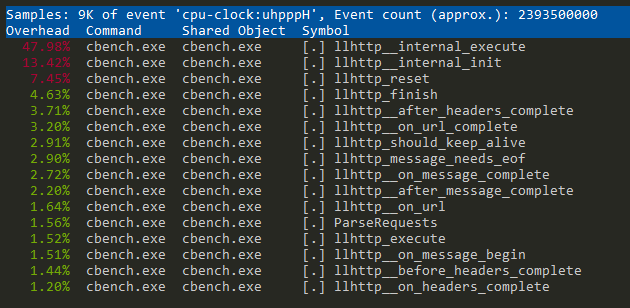 Samples: 9K of event 'cpu-clock:uhpppH', Event count (approx.): 2393500000
Overhead  Command     Shared Object  Symbol
47.98%  cbench.exe  cbench.exe     [.] llhttp__internal_execute
13.42%  cbench.exe  cbench.exe     [.] llhttp__internal_init
7.45%  cbench.exe  cbench.exe     [.] llhttp_reset
4.63%  cbench.exe  cbench.exe     [.] llhttp_finish
3.71%  cbench.exe  cbench.exe     [.] llhttp__after_headers_complete
3.20%  cbench.exe  cbench.exe     [.] llhttp__on_url_complete
2.91%  cbench.exe  cbench.exe     [.] llhttp_should_keep_alive
2.90%  cbench.exe  cbench.exe     [.] llhttp_message_needs_eof
2.72%  cbench.exe  cbench.exe     [.] llhttp__on_message_complete
2.20%  cbench.exe  cbench.exe     [.] llhttp__after_message_complete
1.64%  cbench.exe  cbench.exe     [.] llhttp__on_url
1.56%  cbench.exe  cbench.exe     [.] ParseRequests
1.52%  cbench.exe  cbench.exe     [.] llhttp_execute
1.51%  cbench.exe  cbench.exe     [.] llhttp__on_message_begin
1.44%  cbench.exe  cbench.exe     [.] llhttp__before_headers_complete
1.20%  cbench.exe  cbench.exe     [.] llhttp__on_headers_complete